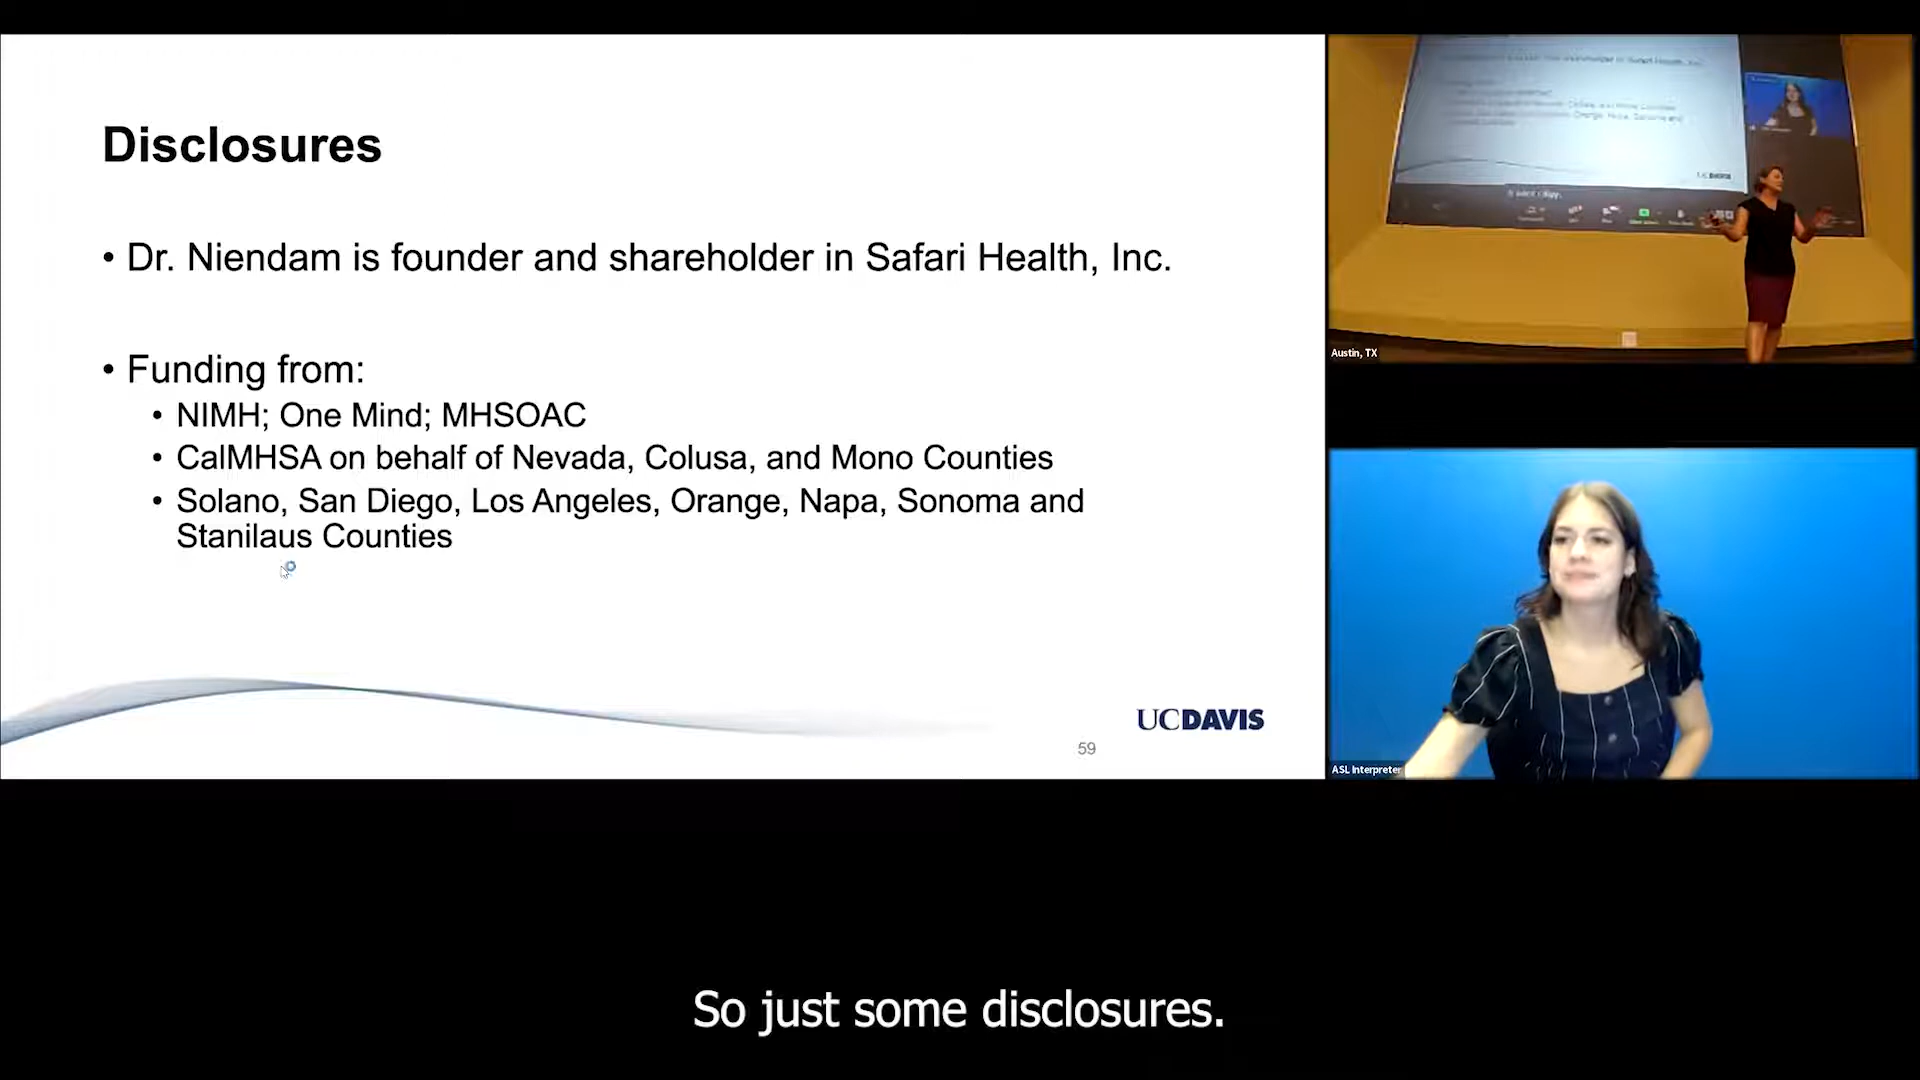 Disclosures
• Dr. Niendam is founder and shareholder in Safari Health, Inc.
• Funding from:
• NIMH; One Mind; MHSOAC
• CalMHSA on behalf of Nevada, Colusa, and Mono Counties
• Solano, San Diego, Los Angeles, Orange, Napa, Sonoma and
Stanilaus Counties
UCDAVIS
59
Austin, TX
ASL Interpreter
So just some disclosures.